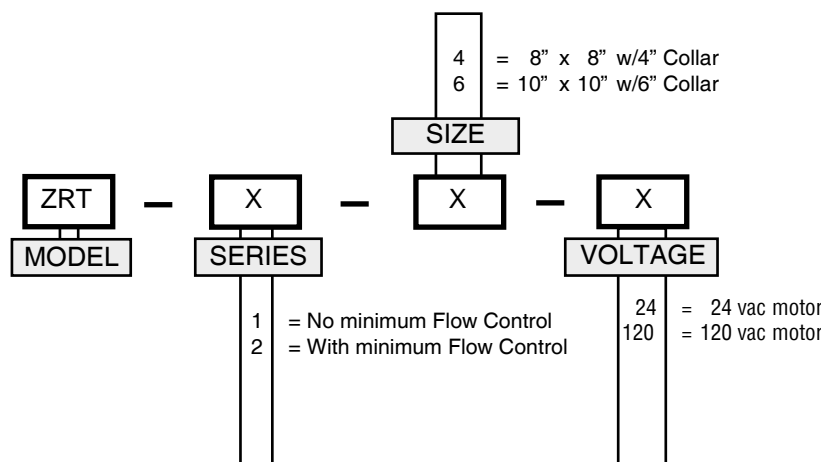 4 = 8” x 8” w/4” Collar
6 = 10” x 10” w/6” Collar
SIZE
ZRT – X – X – X
MODEL SERIES VOLTAGE
1 = No minimum Flow Control
2 = With minimum Flow Control
24 = 24 vac motor
120 = 120 vac motor